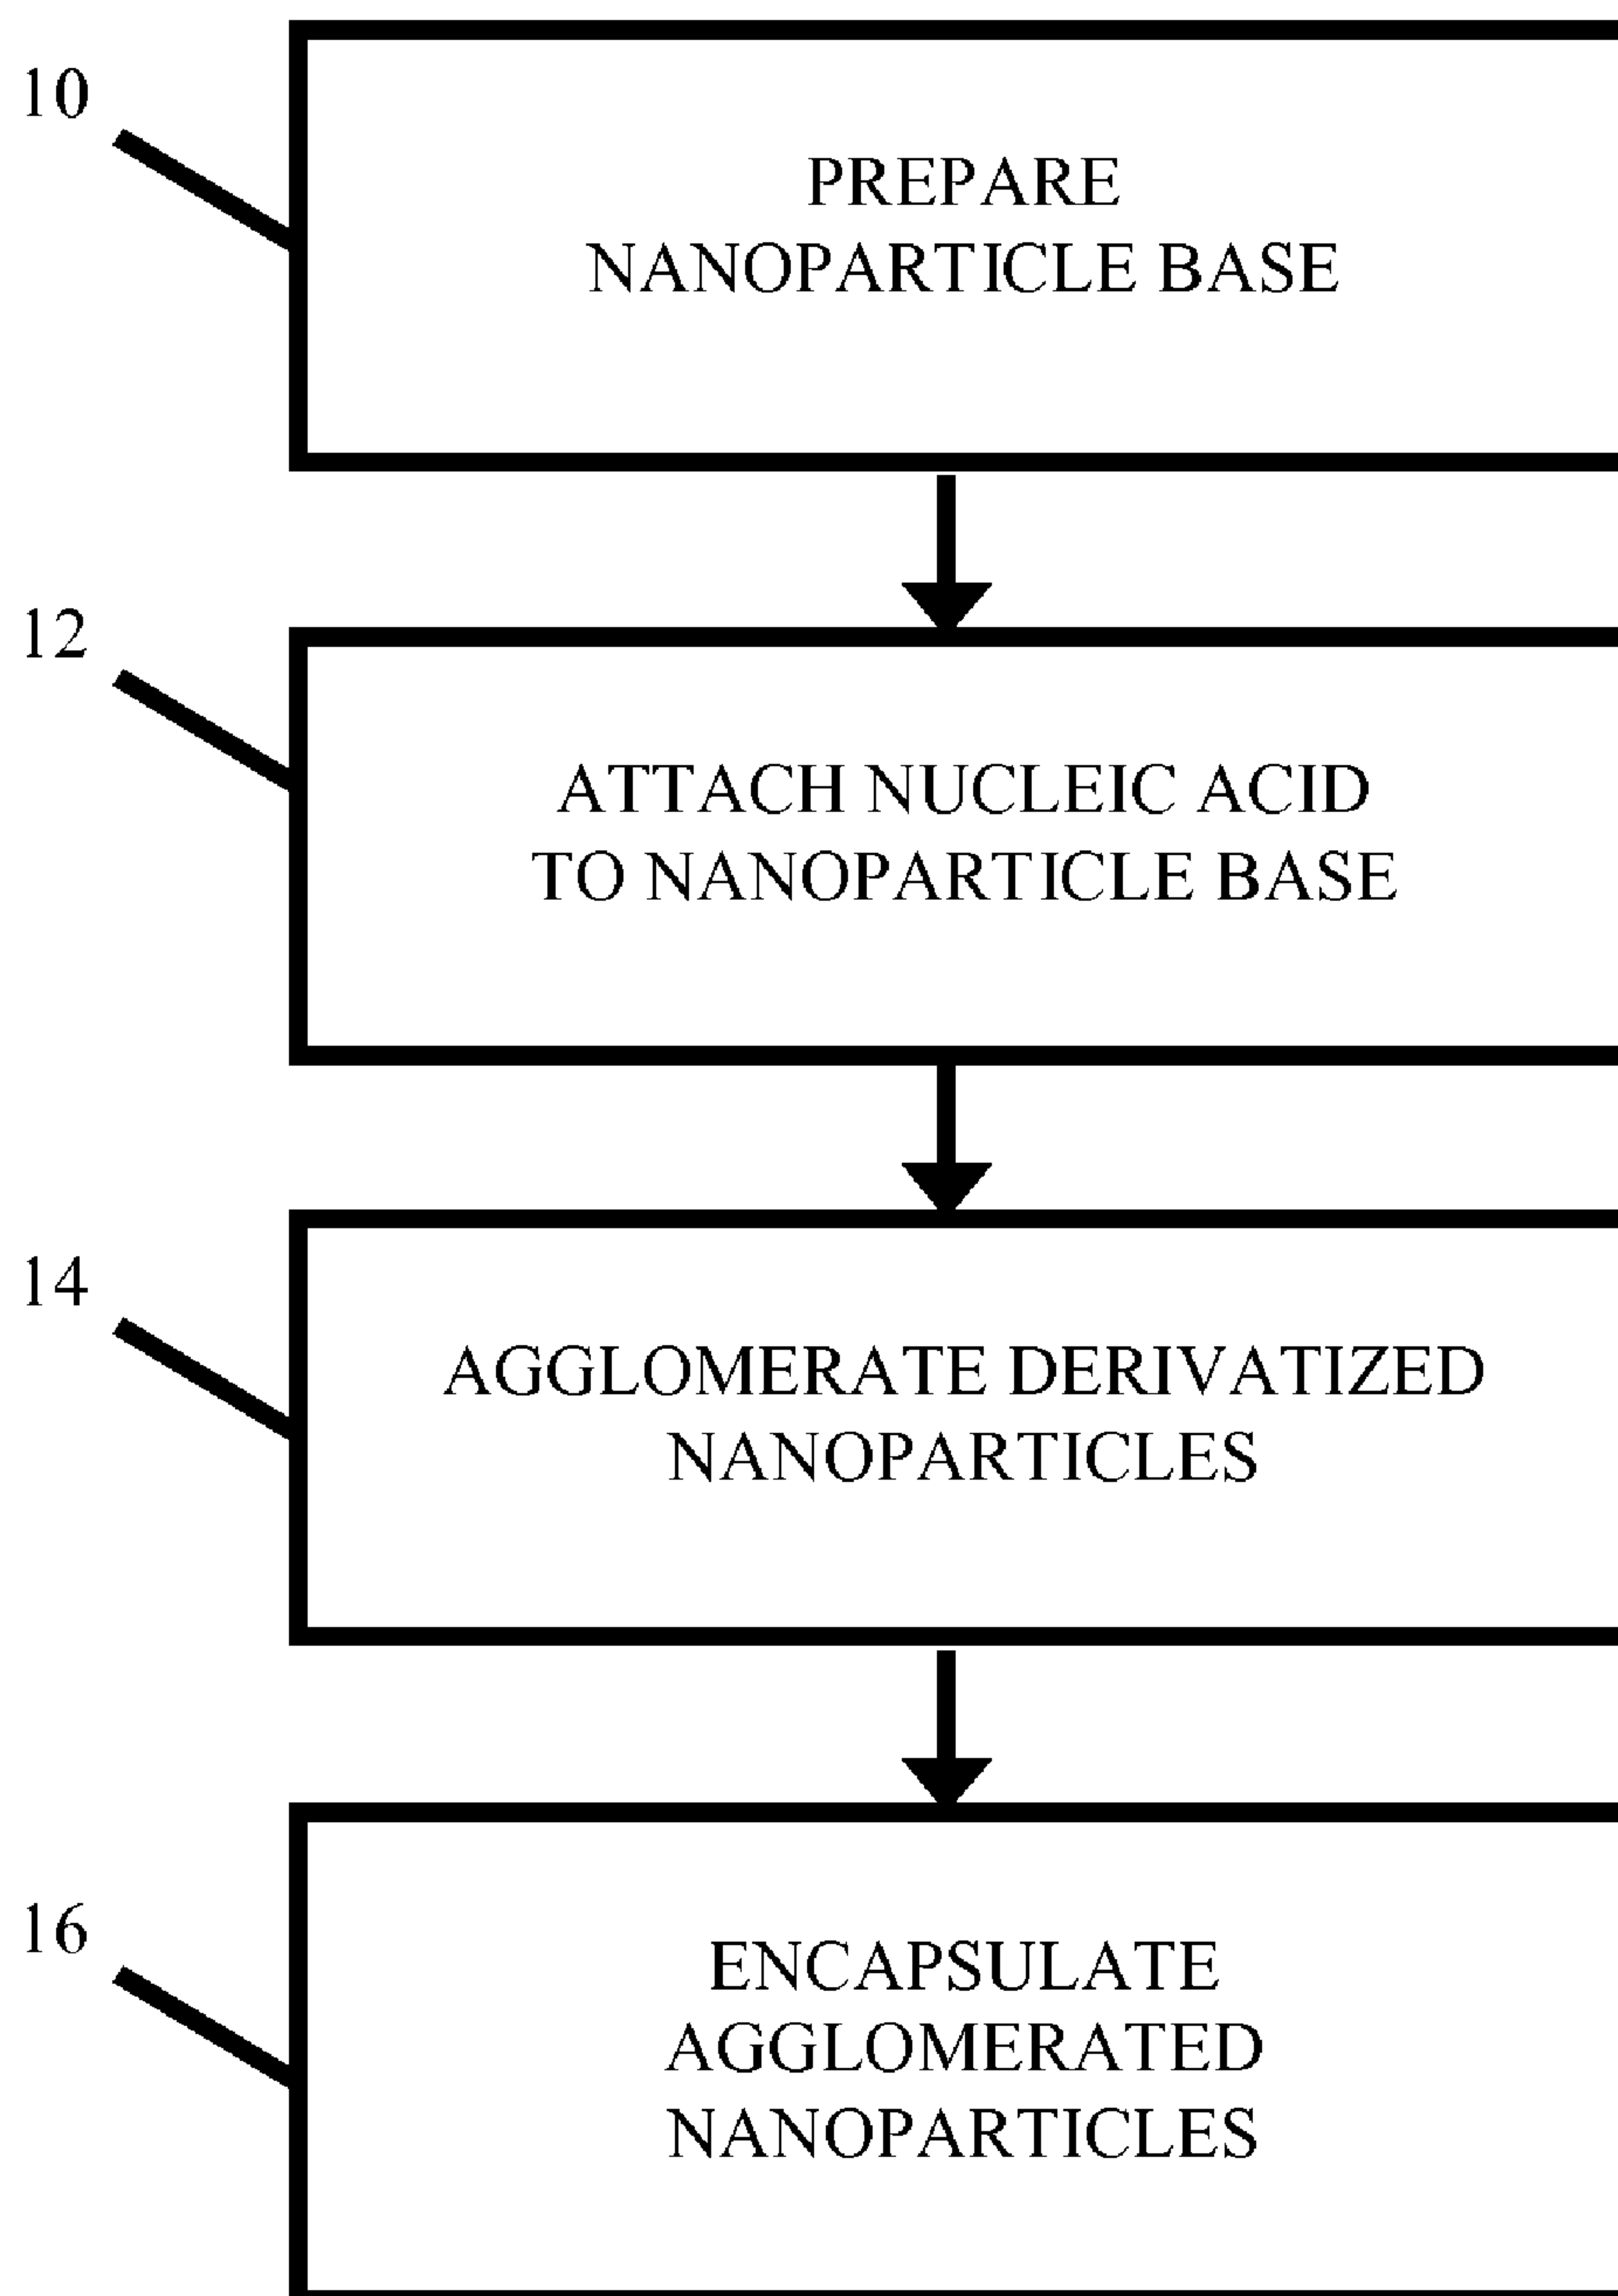 10
PREPARE
NANOPARTICLE BASE
12
ATTACH NUCLEIC ACID
TO NANOPARTICLE BASE
14
AGGLOMERATE DERIVATIZED
NANOPARTICLES
16
ENCAPSULATE
AGGLOMERATED
NANOPARTICLES